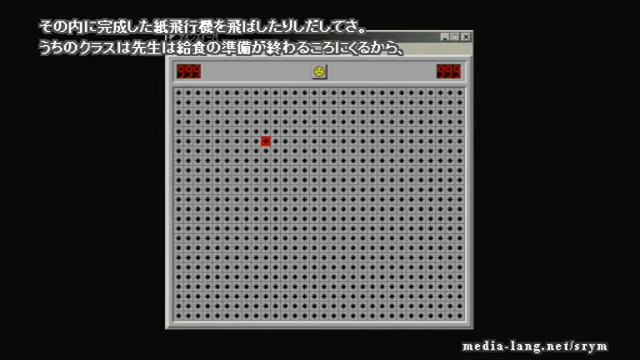 その内に完成した紙飛行機を飛ばしたりしだしてさ。
うちのクラスは先生は給食の準備が終わるころにくるから、
media-lang.net/srym